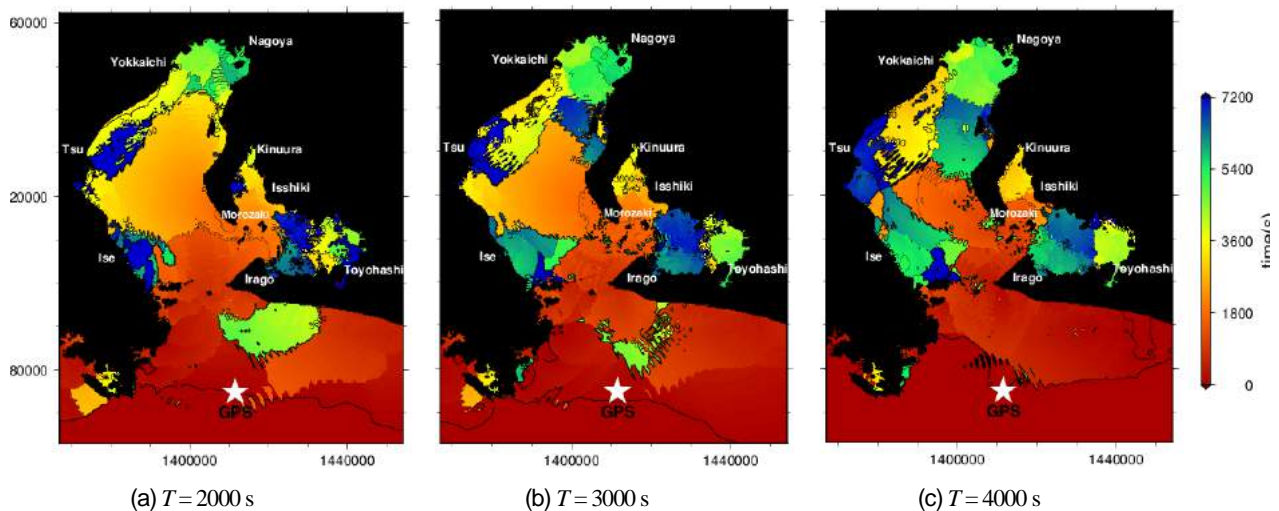 60000
20000
80000
Nagoya
Yokkaichi
Kinuura
Tsu
Isshiki
Morozaki
Ise
Irago
Toyohashi
GPS
1400000
1440000
(a) T = 2000 s
Nagoya
Yokkaichi
Kinuura
Tsu
Isshiki
Morozaki
Ise
Irago
Toyohashi
GPS
1400000
1440000
(b) T = 3000 s
Nagoya
Yokkaichi
Kinuura
Tsu
Isshiki
Morozaki
Ise
Irago
Toyohashi
GPS
1400000
1440000
(c) T = 4000 s
7200
5400
3600
1800
0
time(s)